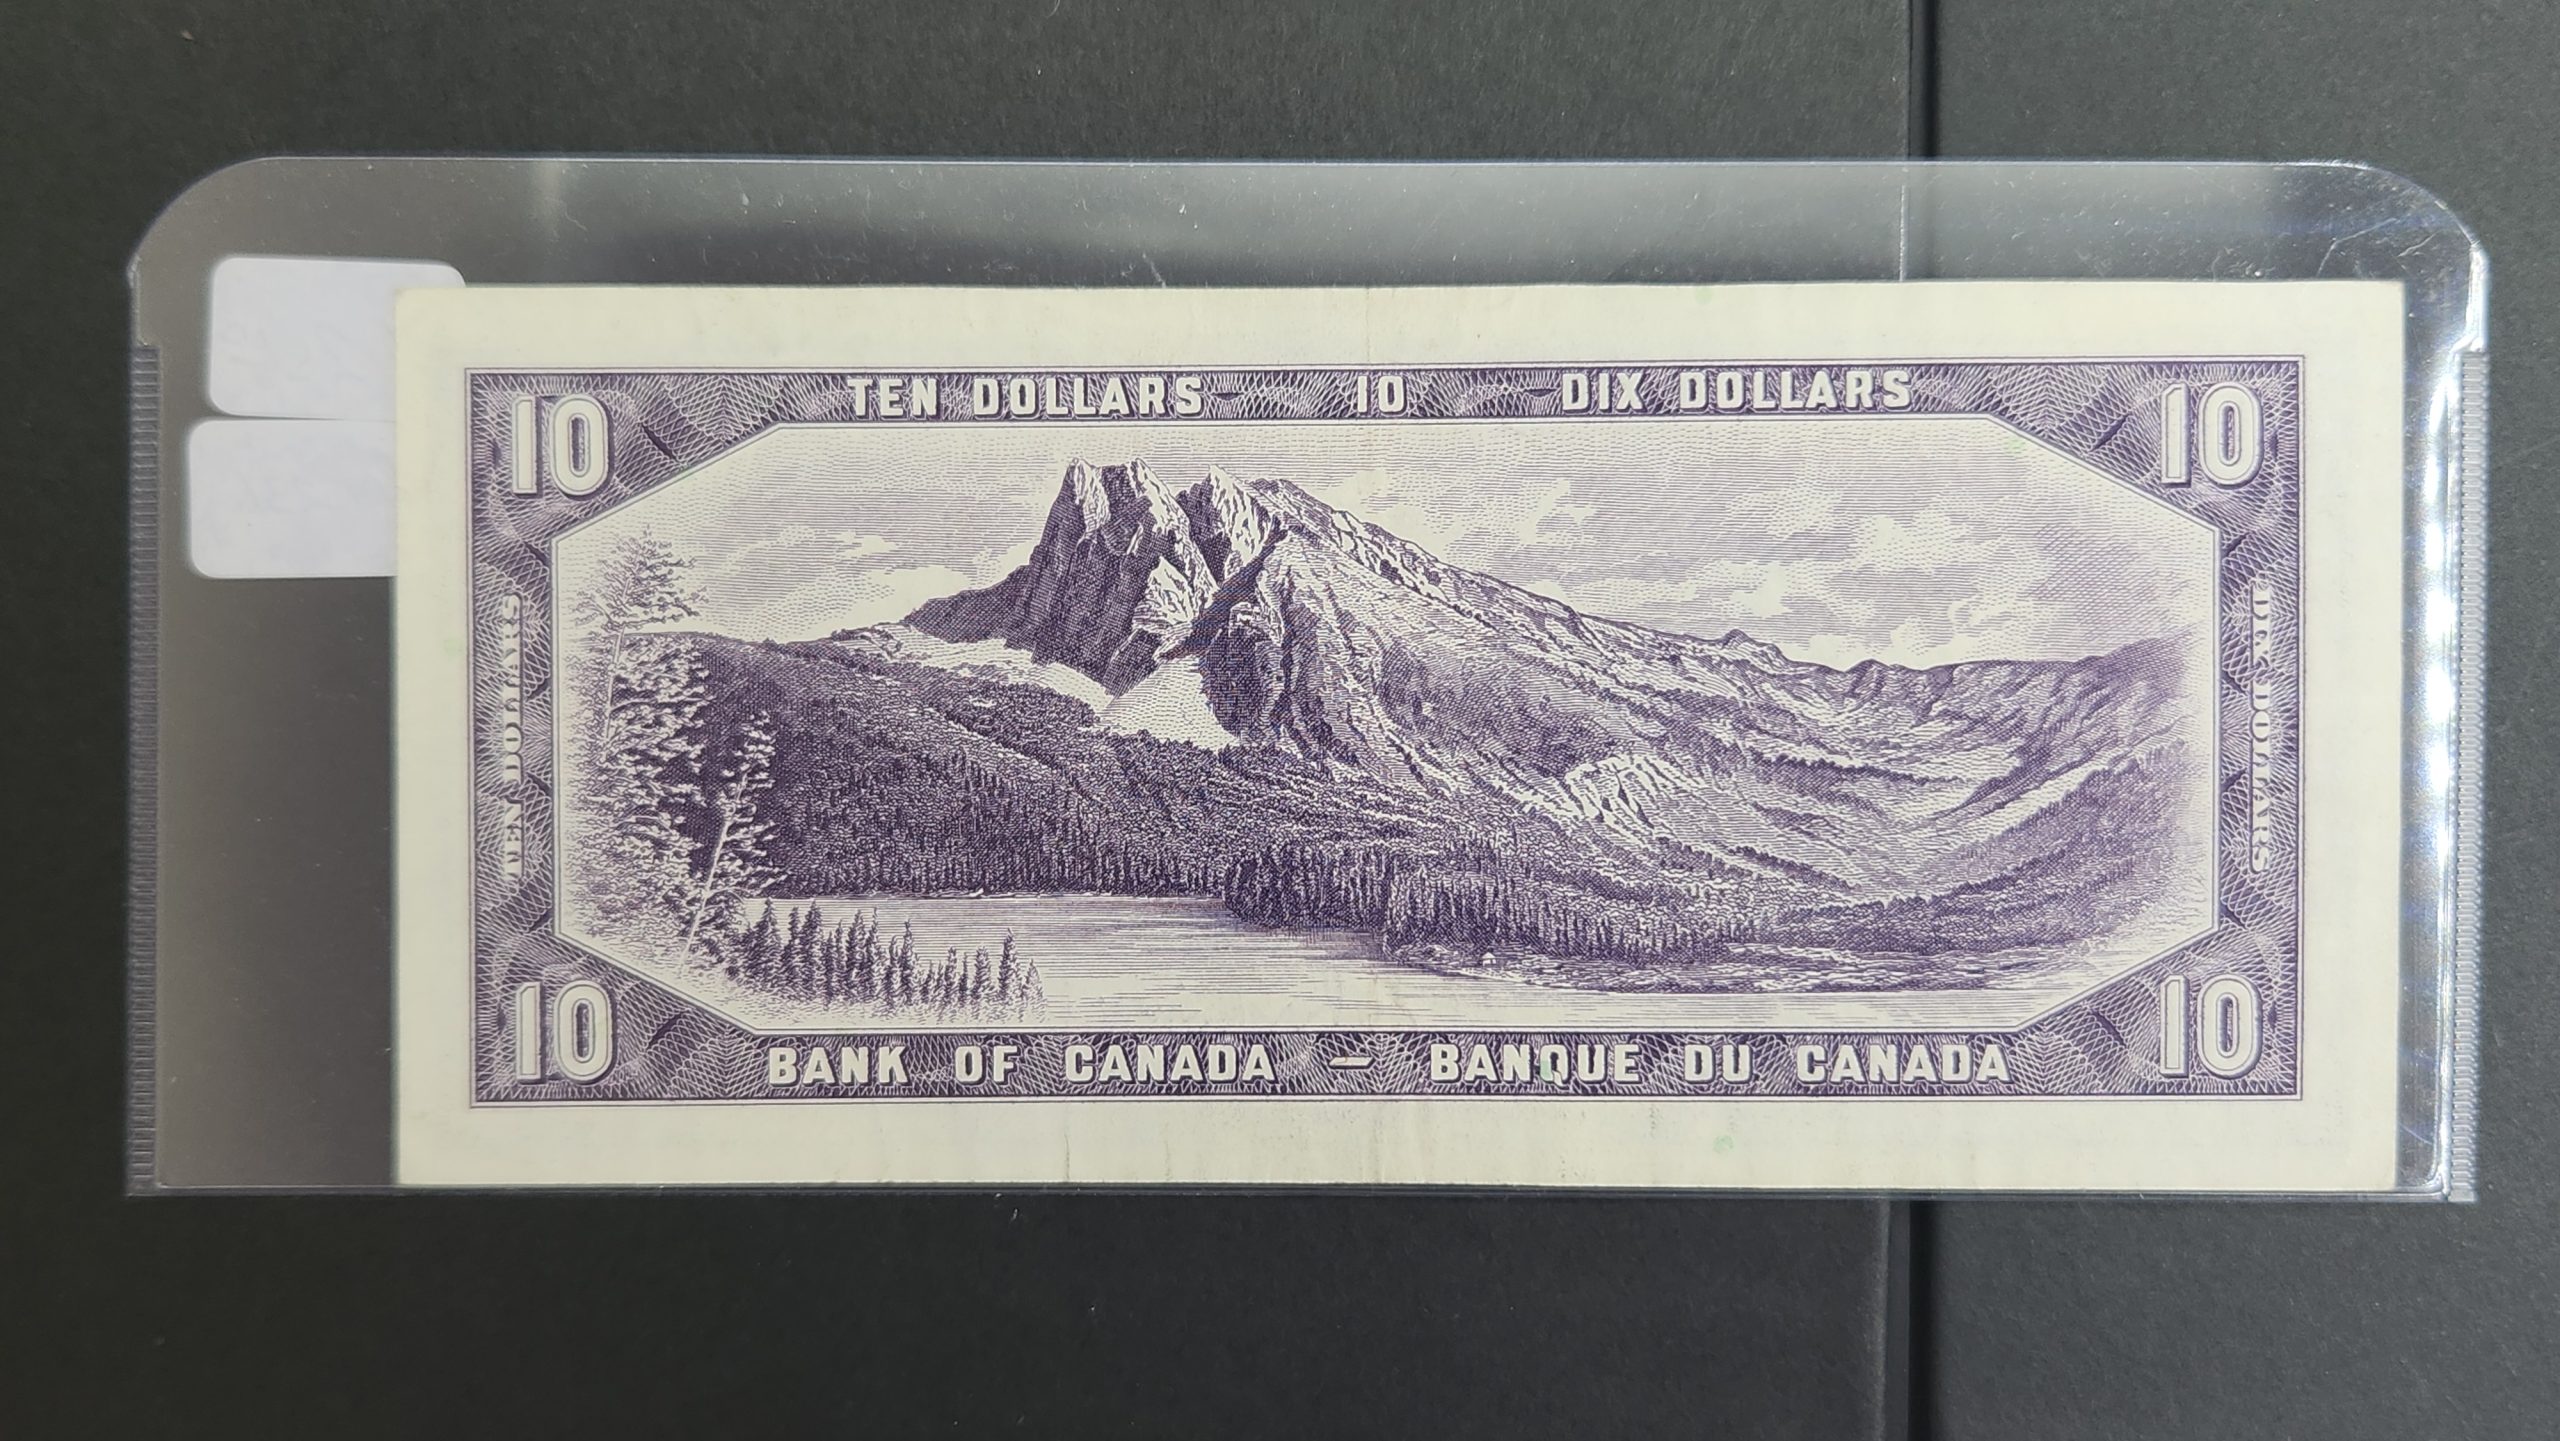 TEN DOLLARS 10 DIX DOLLARS
10 10
TEN DOLLARS
DIX DOLLARS
10 10
BANK OF CANADA – BANQUE DU CANADA